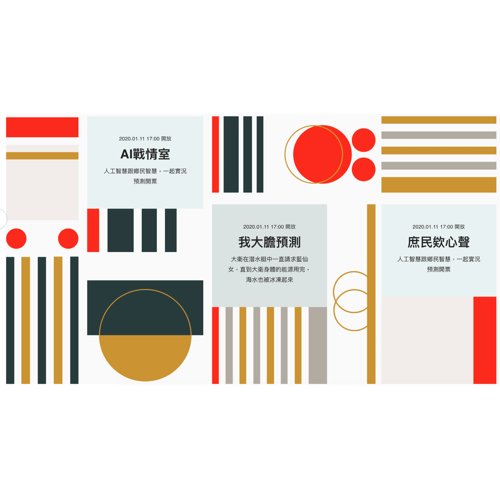 2020.01.11 17:00 開放
AI戰情室
人工智慧跟鄉民智慧，一起實況
預測開票
2020.01.11 17:00 開放
我大膽預測
大衛在潛水艇中一直請求藍仙
女，直到大衛身體的能源用完，
海水也被冰凍起來
2020.01.11 17:00 開放
庶民欸心聲
人工智慧跟鄉民智慧，一起實況
預測開票